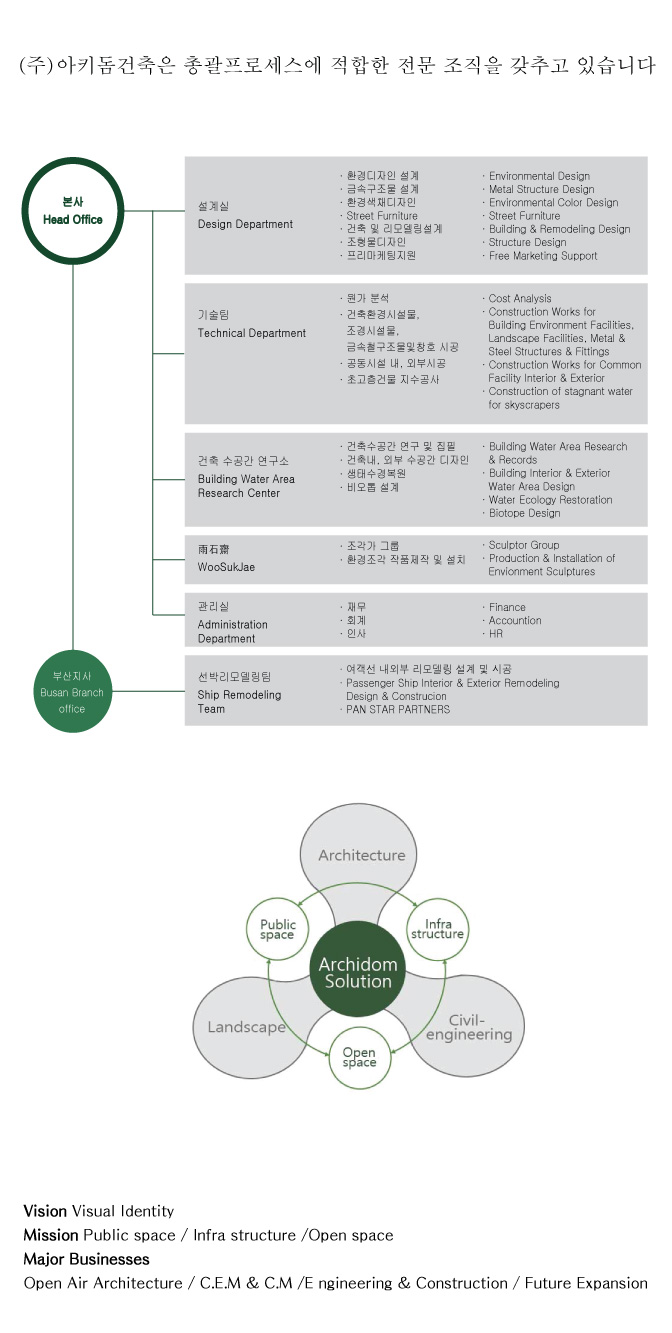 (주)아키돔건축은 총괄프로세스에 적합한 전문 조직을 갖추고 있습니다
본사
Head Office
설계실
Design Department
· 환경디자인 설계
· 금속구조물 설계
· 환경색채디자인
· Street Furniture
· 건축 및 리모델링설계
· 조형물디자인
· 프리마케팅지원
· Environmental Design
· Metal Structure Design
· Environmental Color Design
· Street Furniture
· Building & Remodeling Design
· Structure Design
· Free Marketing Support
기술팀
Technical Department
· 원가 분석
· 건축환경시설물,
조경시설물,
금속철구조물및창호 시공
· 공동시설 내, 외부시공
· 초고층건물 지수공사
· Cost Analysis
· Construction Works for
Building Environment Facilities,
Landscape Facilities, Metal &
Steel Structures & Fittings
· Construction Works for Common
Facility Interior & Exterior
· Construction of stagnant water
for skyscrapers
건축 수공간 연구소
Building Water Area
Research Center
· 건축수공간 연구 및 집필
· 건축내, 외부 수공간 디자인
· 생태수경복원
· 비오톱 설계
· Building Water Area Research
& Records
· Building Interior & Exterior
Water Area Design
· Water Ecology Restoration
· Biotope Design
雨石齋
WooSukJae
· 조각가 그룹
· 환경조각 작품제작 및 설치
· Sculptor Group
· Production & Installation of
Envionment Sculptures
관리실
Administration
Department
· 재무
· 회계
· 인사
· Finance
· Accountion
· HR
부산지사
Busan Branch
office
선박리모델링팀
Ship Remodeling
Team
· 여객선 내외부 리모델링 설계 및 시공
· Passenger Ship Interior & Exterior Remodeling
Design & Construcion
· PAN STAR PARTNERS
Architecture
Public
space
Infra
structure
Archidom
Solution
Landscape
Civil-
engineering
Open
space
Vision Visual Identity
Mission Public space / Infra structure /Open space
Major Businesses
Open Air Architecture / C.E.M & C.M /E ngineering & Construction / Future Expansion